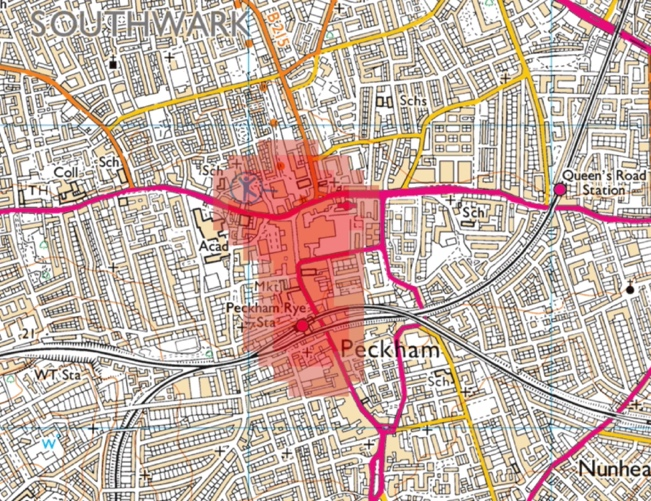 SOUTHWARK
B 215
Schs
Sch
Coll
Sch
TH
Queen's Road
Station
Sch
Acad
Mkt
Peckham Rye
Sta
21
Peckham
WT Sta
Sch
W
Nunhea